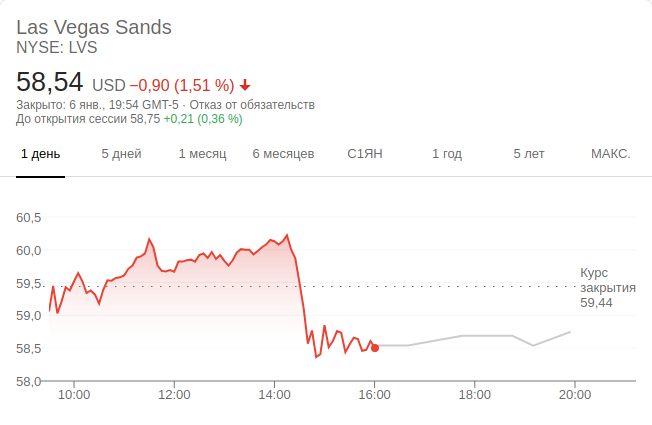 Las Vegas Sands
NYSE: LVS
58,54 USD −0,90 (1,51 %)
Закрыто: 6 янв., 19:54 GMT-5 · Отказ от обязательств
До открытия сессии 58,75 +0,21 (0,36 %)
1 день 5 дней 1 месяц 6 месяцев С1ЯН 1 год 5 лет МАКС.
60,5
60,0
59,5
59,0
58,5
58,0
Курс
закрытия
59,44
10:00 12:00 14:00 16:00 18:00 20:00